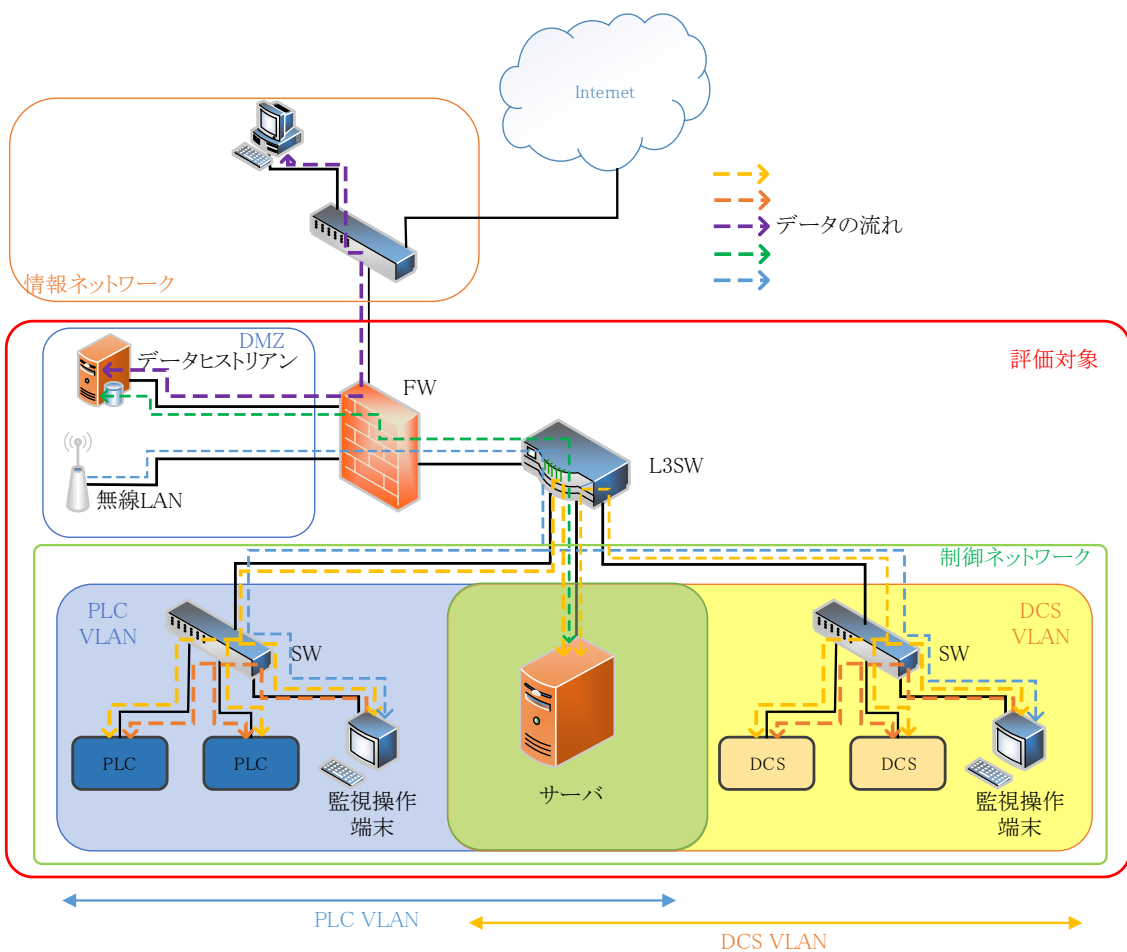 Internet
データの流れ
情報ネットワーク
DMZ
データヒストリアン
FW
評価対象
L3SW
無線LAN
制御ネットワーク
PLC
VLAN
SW
DCS
VLAN
SW
PLC
PLC
監視操作
端末
サーバ
DCS
DCS
監視操作
端末
PLC VLAN
DCS VLAN